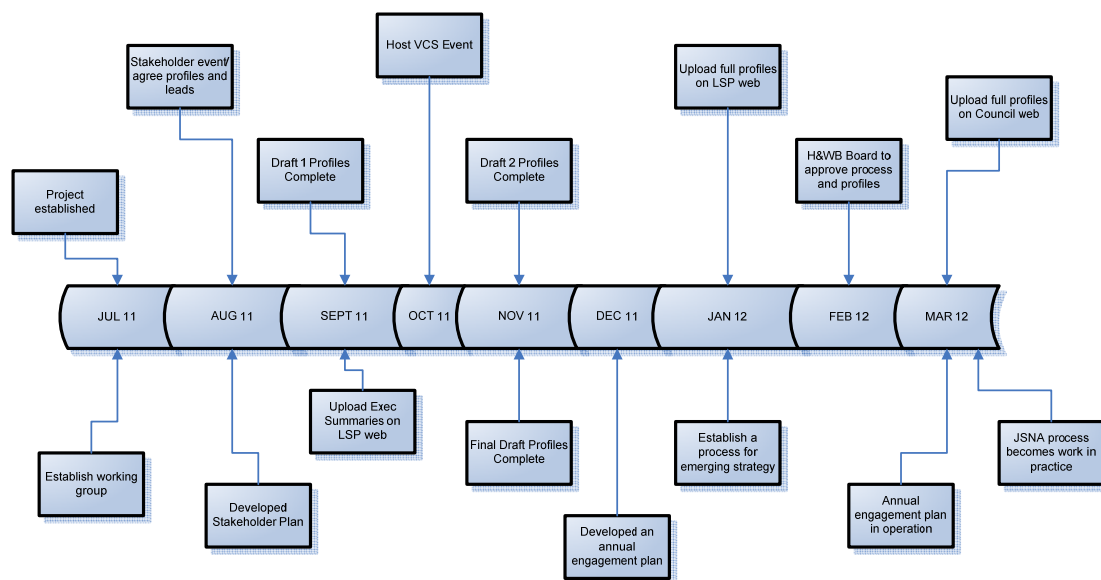 Host VCS Event
Stakeholder event/
agree profiles and
leads
Upload full profiles
on LSP web
Upload full profiles
on Council web
Draft 1 Profiles
Complete
Draft 2 Profiles
Complete
H&WB Board to
approve process
and profiles
Project
established
JUL 11
AUG 11
SEPT 11
OCT 11
NOV 11
DEC 11
JAN 12
FEB 12
MAR 12
Upload Exec
Summaries on
LSP web
Final Draft Profiles
Complete
Establish a
process for
emerging strategy
JSNA process
becomes work in
practice
Establish working
group
Developed
Stakeholder Plan
Annual
engagement plan
in operation
Developed an
annual
engagement plan